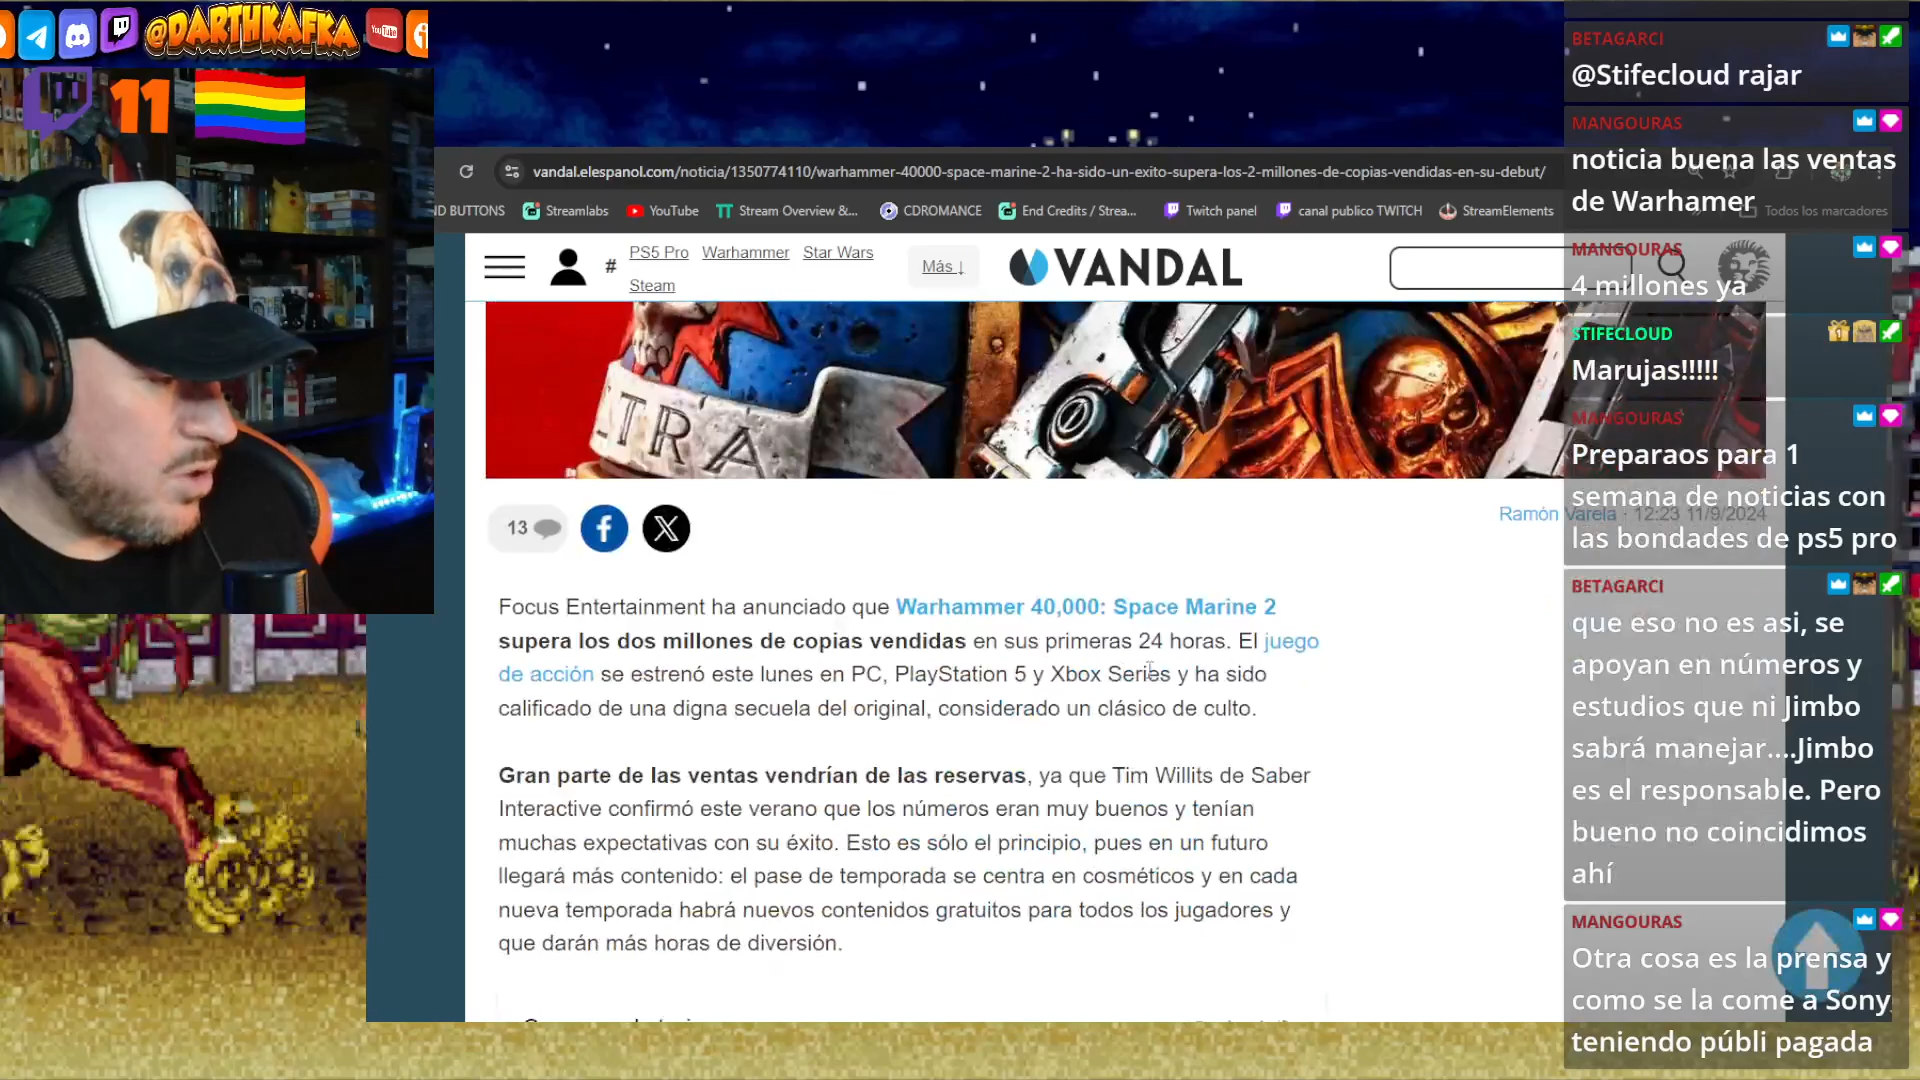 @DARTHKAFKA
YouTube
11
vandal.elespanol.com/noticia/1350774110/warhammer-40000-space-marine-2-ha-sido-un-exito-supera-los-2-millones-de-copias-vendidas-en-su-debut/
ND BUTTONS
Streamlabs
YouTube
Stream Overview &...
CDROMANCE
End Credits / Strea...
Twitch panel
canal publico TWITCH
StreamElements
Todos los marcadores
#
PS5 Pro
Warhammer
Star Wars
Steam
Más ↓
VANDAL
LTRA
13
Ramón Varela · 12:23 11/9/2024
Focus Entertainment ha anunciado que Warhammer 40,000: Space Marine 2
supera los dos millones de copias vendidas en sus primeras 24 horas. El juego
de acción se estrenó este lunes en PC, PlayStation 5 y Xbox Series y ha sido
calificado de una digna secuela del original, considerado un clásico de culto.
Gran parte de las ventas vendrían de las reservas, ya que Tim Willits de Saber
Interactive confirmó este verano que los números eran muy buenos y tenían
muchas expectativas con su éxito. Esto es sólo el principio, pues en un futuro
llegará más contenido: el pase de temporada se centra en cosméticos y en cada
nueva temporada habrá nuevos contenidos gratuitos para todos los jugadores y
que darán más horas de diversión.
BETAGARCI
@Stifecloud rajar
MANGOURAS
noticia buena las ventas
de Warhamer
MANGOURAS
4 millones ya
STIFECLOUD
Marujas!!!!!
MANGOURAS
Preparaos para 1
semana de noticias con
las bondades de ps5 pro
BETAGARCI
que eso no es asi, se
apoyan en números y
estudios que ni Jimbo
sabrá manejar....Jimbo
es el responsable. Pero
bueno no coincidimos
ahí
MANGOURAS
Otra cosa es la prensa y
como se la come a Sony,
teniendo públi pagada